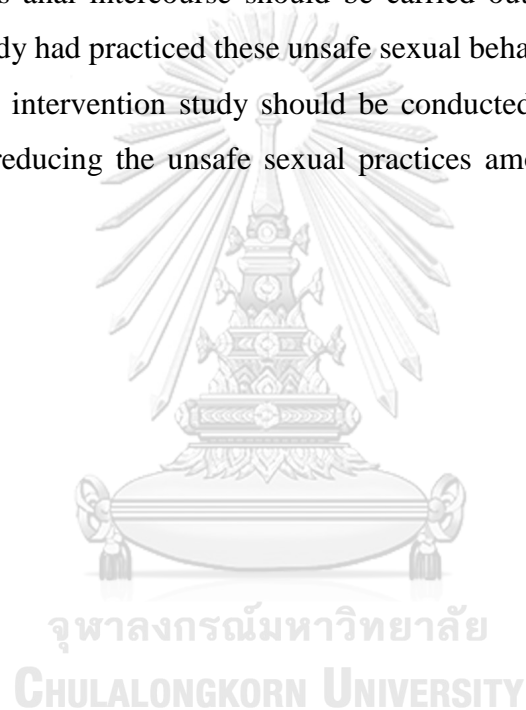 s anal intercourse should be carried out
dy had practiced these unsafe sexual beha
intervention study should be conducted
reducing the unsafe sexual practices amo
จุฬาลงกรณ์มหาวิทยาลัย
CHULALONGKORN UNIVERSITY